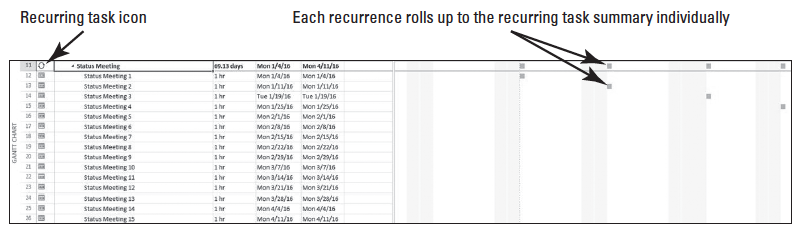 Recurring task icon
Each recurrence rolls up to the recurring task summary individually
11 Status Meeting 69.13 days Mon 1/4/16 Mon 4/11/16
12 Status Meeting 1 1 hr Mon 1/4/16 Mon 1/4/16
13 Status Meeting 2 1 hr Mon 1/11/16 Mon 1/11/16
14 Status Meeting 3 1 hr Tue 1/19/16 Tue 1/19/16
15 Status Meeting 4 1 hr Mon 1/25/16 Mon 1/25/16
16 Status Meeting 5 1 hr Mon 2/1/16 Mon 2/1/16
17 Status Meeting 6 1 hr Mon 2/8/16 Mon 2/8/16
18 Status Meeting 7 1 hr Mon 2/15/16 Mon 2/15/16
19 Status Meeting 8 1 hr Mon 2/22/16 Mon 2/22/16
20 Status Meeting 9 1 hr Mon 2/29/16 Mon 2/29/16
21 Status Meeting 10 1 hr Mon 3/7/16 Mon 3/7/16
22 Status Meeting 11 1 hr Mon 3/14/16 Mon 3/14/16
23 Status Meeting 12 1 hr Mon 3/21/16 Mon 3/21/16
24 Status Meeting 13 1 hr Mon 3/28/16 Mon 3/28/16
25 Status Meeting 14 1 hr Mon 4/4/16 Mon 4/4/16
26 Status Meeting 15 1 hr Mon 4/11/16 Mon 4/11/16
GANTT CHART